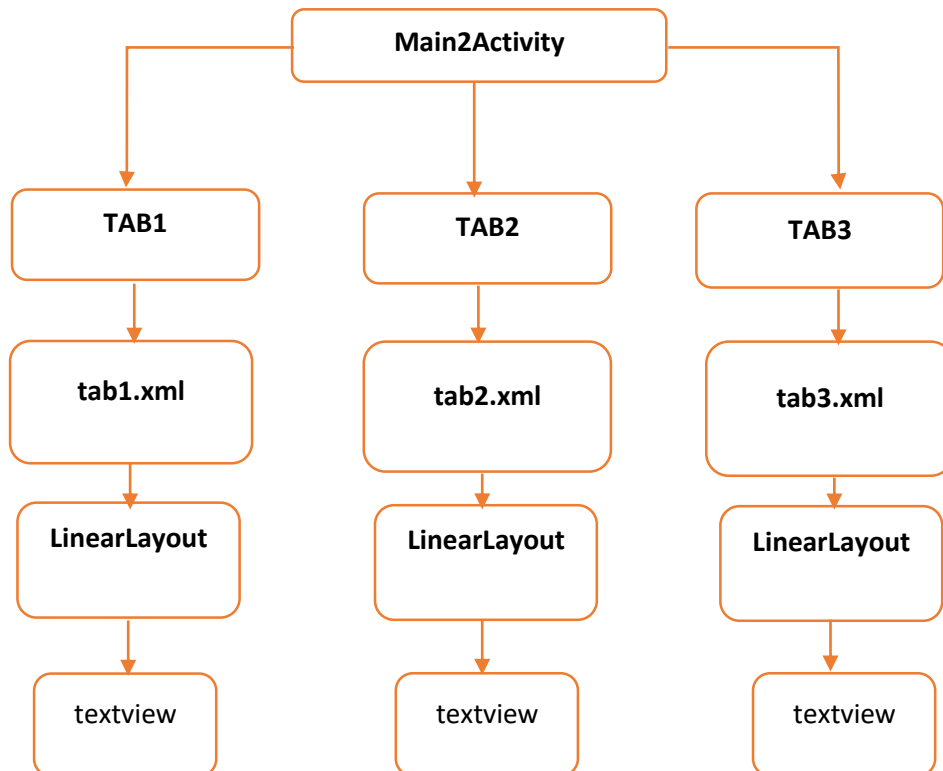 Main2Activity
TAB1
TAB2
TAB3
tab1.xml
tab2.xml
tab3.xml
LinearLayout
LinearLayout
LinearLayout
textview
textview
textview